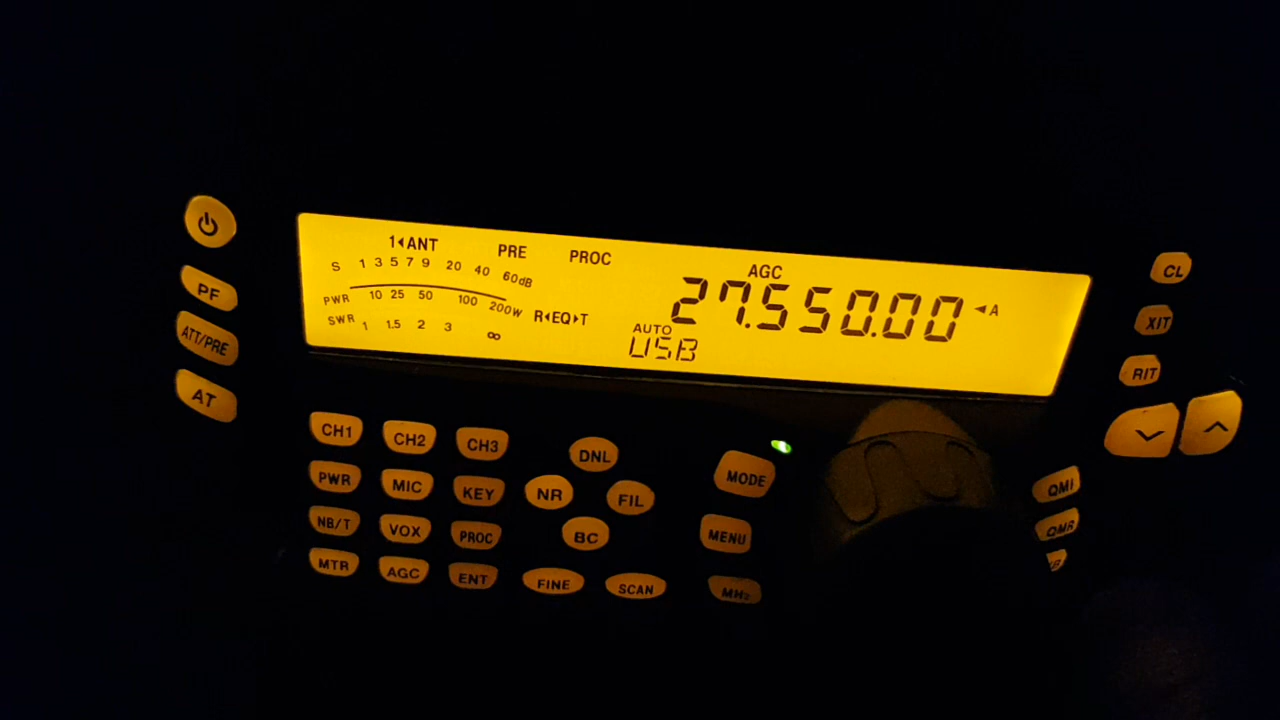 1◂ANT PRE PROC AGC
S 1 3 5 7 9 20 40 60dB
27.550.00 ◂A
PWR 10 25 50 100 200W
R◂EQ▸T
SWR 1 1.5 2 3 ∞
AUTO
USB
PF
ATT/PRE
AT
CH1 CH2 CH3
PWR MIC KEY
NB/T VOX PROC
MTR AGC ENT
DNL
NR FIL
BC
FINE SCAN
MODE
MENU
MHz
CL
XIT
RIT
QMI
QMR